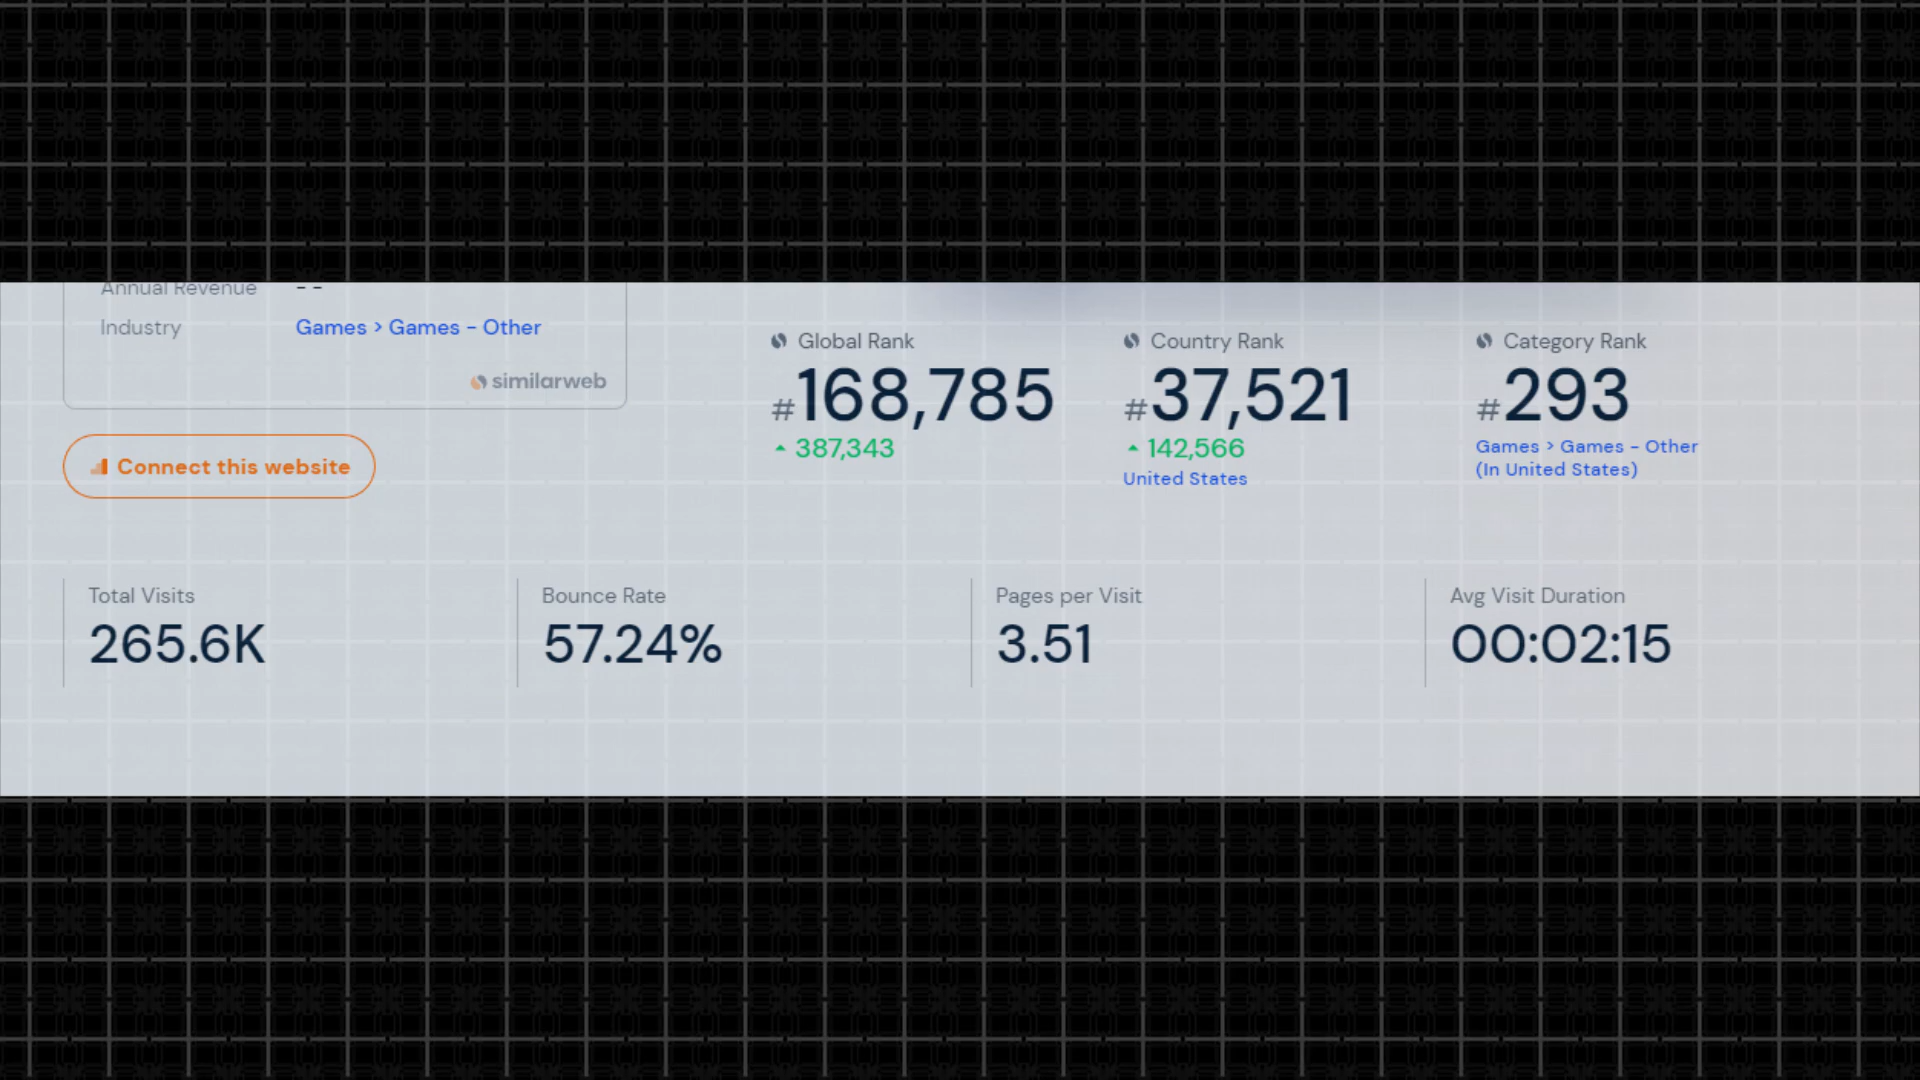 Annual Revenue - -
Industry Games > Games - Other
similarweb
Connect this website
Global Rank
#168,785
387,343
Country Rank
#37,521
142,566
United States
Category Rank
#293
Games > Games - Other
(In United States)
Total Visits
265.6K
Bounce Rate
57.24%
Pages per Visit
3.51
Avg Visit Duration
00:02:15